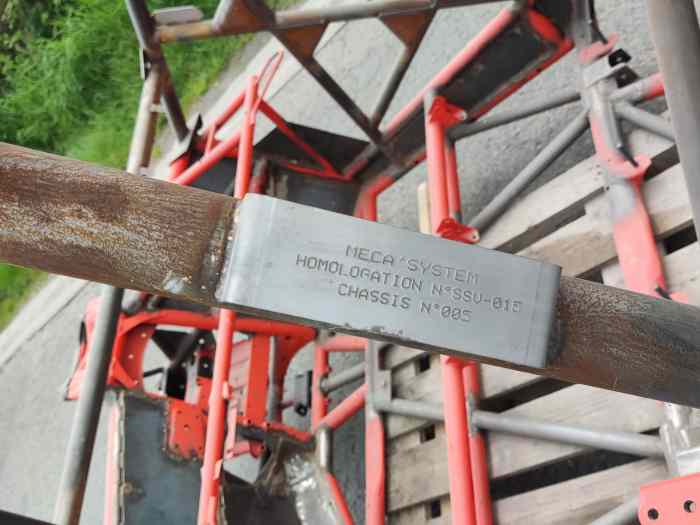 MECA'SYSTEM
HOMOLOGATION N°SSV-015
CHASSIS N°005